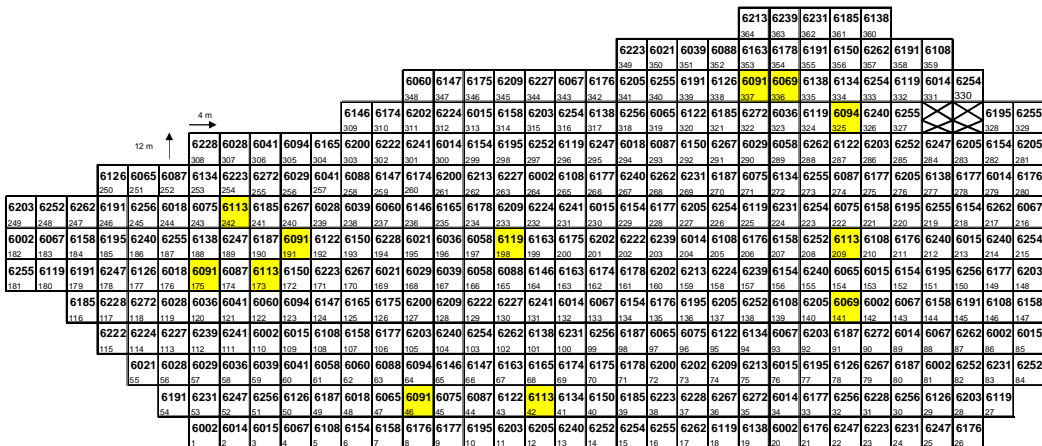 6213 6239 6231 6185 6138
364 363 362 361 360
6223 6021 6039 6088 6163 6178 6191 6150 6262 6191 6108
349 350 351 352 353 354 355 356 357 358 359
6060 6147 6175 6209 6227 6067 6176 6205 6255 6191 6126 6091 6069 6138 6134 6254 6119 6014 6254
348 347 346 345 344 343 342 341 340 339 338 337 336 335 334 333 332 331 330
6146 6174 6202 6224 6015 6158 6203 6254 6138 6256 6065 6122 6185 6272 6036 6119 6094 6240 6255 6195 6255
309 310 311 312 313 314 315 316 317 318 319 320 321 322 323 324 325 326 327 328 329
4 m
12 m
6228 6028 6041 6094 6165 6200 6222 6241 6014 6154 6195 6252 6119 6247 6018 6087 6150 6267 6029 6058 6262 6122 6203 6252 6247 6205 6154 6205
308 307 306 305 304 303 302 301 300 299 298 297 296 295 294 293 292 291 290 289 288 287 286 285 284 283 282 281
6126 6065 6087 6134 6223 6272 6029 6041 6088 6147 6174 6200 6213 6227 6002 6108 6177 6240 6262 6231 6187 6075 6134 6255 6087 6177 6205 6138 6177 6014 6176
250 251 252 253 254 255 256 257 258 259 260 261 262 263 264 265 266 267 268 269 270 271 272 273 274 275 276 277 278 279 280
6203 6252 6262 6191 6256 6018 6075 6113 6185 6267 6028 6039 6060 6146 6165 6178 6209 6224 6241 6015 6154 6177 6205 6254 6119 6231 6254 6075 6158 6195 6255 6154 6262 6067
249 248 247 246 245 244 243 242 241 240 239 238 237 236 235 234 233 232 231 230 229 228 227 226 225 224 223 222 221 220 219 218 217 216
6002 6067 6158 6195 6240 6255 6138 6247 6187 6091 6122 6150 6228 6021 6036 6058 6119 6163 6175 6202 6222 6239 6014 6108 6176 6158 6252 6113 6108 6176 6240 6015 6240 6254
182 183 184 185 186 187 188 189 190 191 192 193 194 195 196 197 198 199 200 201 202 203 204 205 206 207 208 209 210 211 212 213 214 215
6255 6119 6191 6247 6126 6018 6091 6087 6113 6150 6223 6267 6021 6029 6039 6058 6088 6146 6163 6174 6178 6202 6213 6224 6239 6154 6240 6065 6015 6154 6195 6256 6177 6203
181 180 179 178 177 176 175 174 173 172 171 170 169 168 167 166 165 164 163 162 161 160 159 158 157 156 155 154 153 152 151 150 149 148
6185 6228 6272 6028 6036 6041 6060 6094 6147 6165 6175 6200 6209 6222 6227 6241 6014 6067 6154 6176 6195 6205 6252 6108 6205 6069 6002 6067 6158 6191 6108 6158
116 117 118 119 120 121 122 123 124 125 126 127 128 129 130 131 132 133 134 135 136 137 138 139 140 141 142 143 144 145 146 147
6222 6224 6227 6239 6241 6002 6015 6108 6158 6177 6203 6240 6254 6262 6138 6231 6256 6187 6065 6075 6122 6134 6067 6203 6187 6272 6014 6067 6262 6002 6015
115 114 113 112 111 110 109 108 107 106 105 104 103 102 101 100 99 98 97 96 95 94 93 92 91 90 89 88 87 86 85
6021 6028 6029 6036 6039 6041 6058 6060 6088 6094 6146 6147 6163 6165 6174 6175 6178 6200 6202 6209 6213 6015 6195 6126 6267 6187 6002 6252 6231 6252
55 56 57 58 59 60 61 62 63 64 65 66 67 68 69 70 71 72 73 74 75 76 77 78 79 80 81 82 83 84
6191 6231 6247 6256 6126 6187 6018 6065 6091 6075 6087 6122 6113 6134 6150 6185 6223 6228 6267 6272 6014 6177 6256 6228 6231 6256 6126 6203 6119
54 53 52 51 50 49 48 47 46 45 44 43 42 41 40 39 38 37 36 35 34 33 32 31 30 29 28 27
6002 6014 6015 6067 6108 6154 6158 6176 6177 6195 6203 6205 6240 6252 6254 6255 6262 6119 6138 6002 6176 6247 6223 6231 6247 6176
1 2 3 4 5 6 7 8 9 10 11 12 13 14 15 16 17 18 19 20 21 22 23 24 25 26